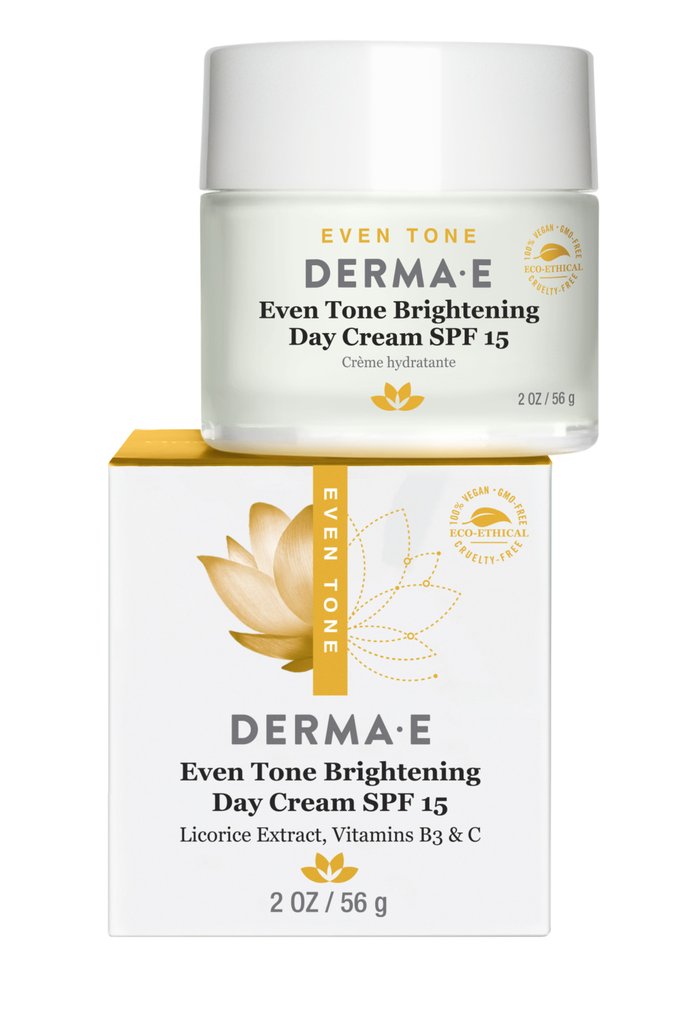 EVEN TONE
DERMA·E
Even Tone Brightening
Day Cream SPF 15
Crème hydratante
2 OZ / 56 g
100% VEGAN · GMO-FREE
ECO-ETHICAL
CRUELTY-FREE
EVEN TONE
100% VEGAN · GMO-FREE
ECO-ETHICAL
CRUELTY-FREE
DERMA·E
Even Tone Brightening
Day Cream SPF 15
Licorice Extract, Vitamins B3 & C
2 OZ / 56 g